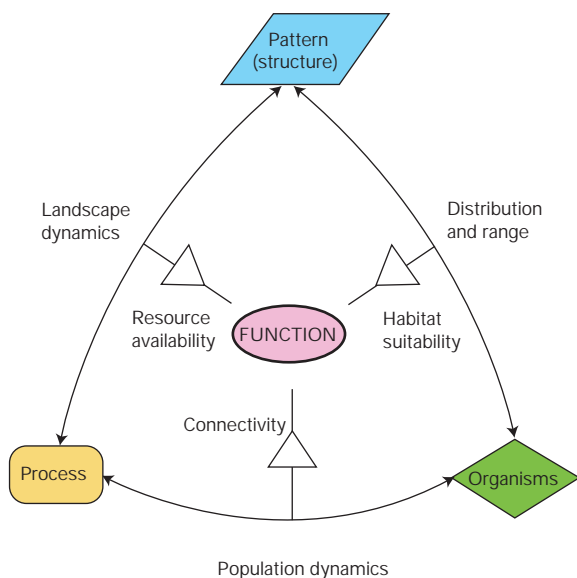 Pattern
(structure)
Landscape
dynamics
Distribution
and range
Resource
availability
FUNCTION
Habitat
suitability
Connectivity
Process
Organisms
Population dynamics